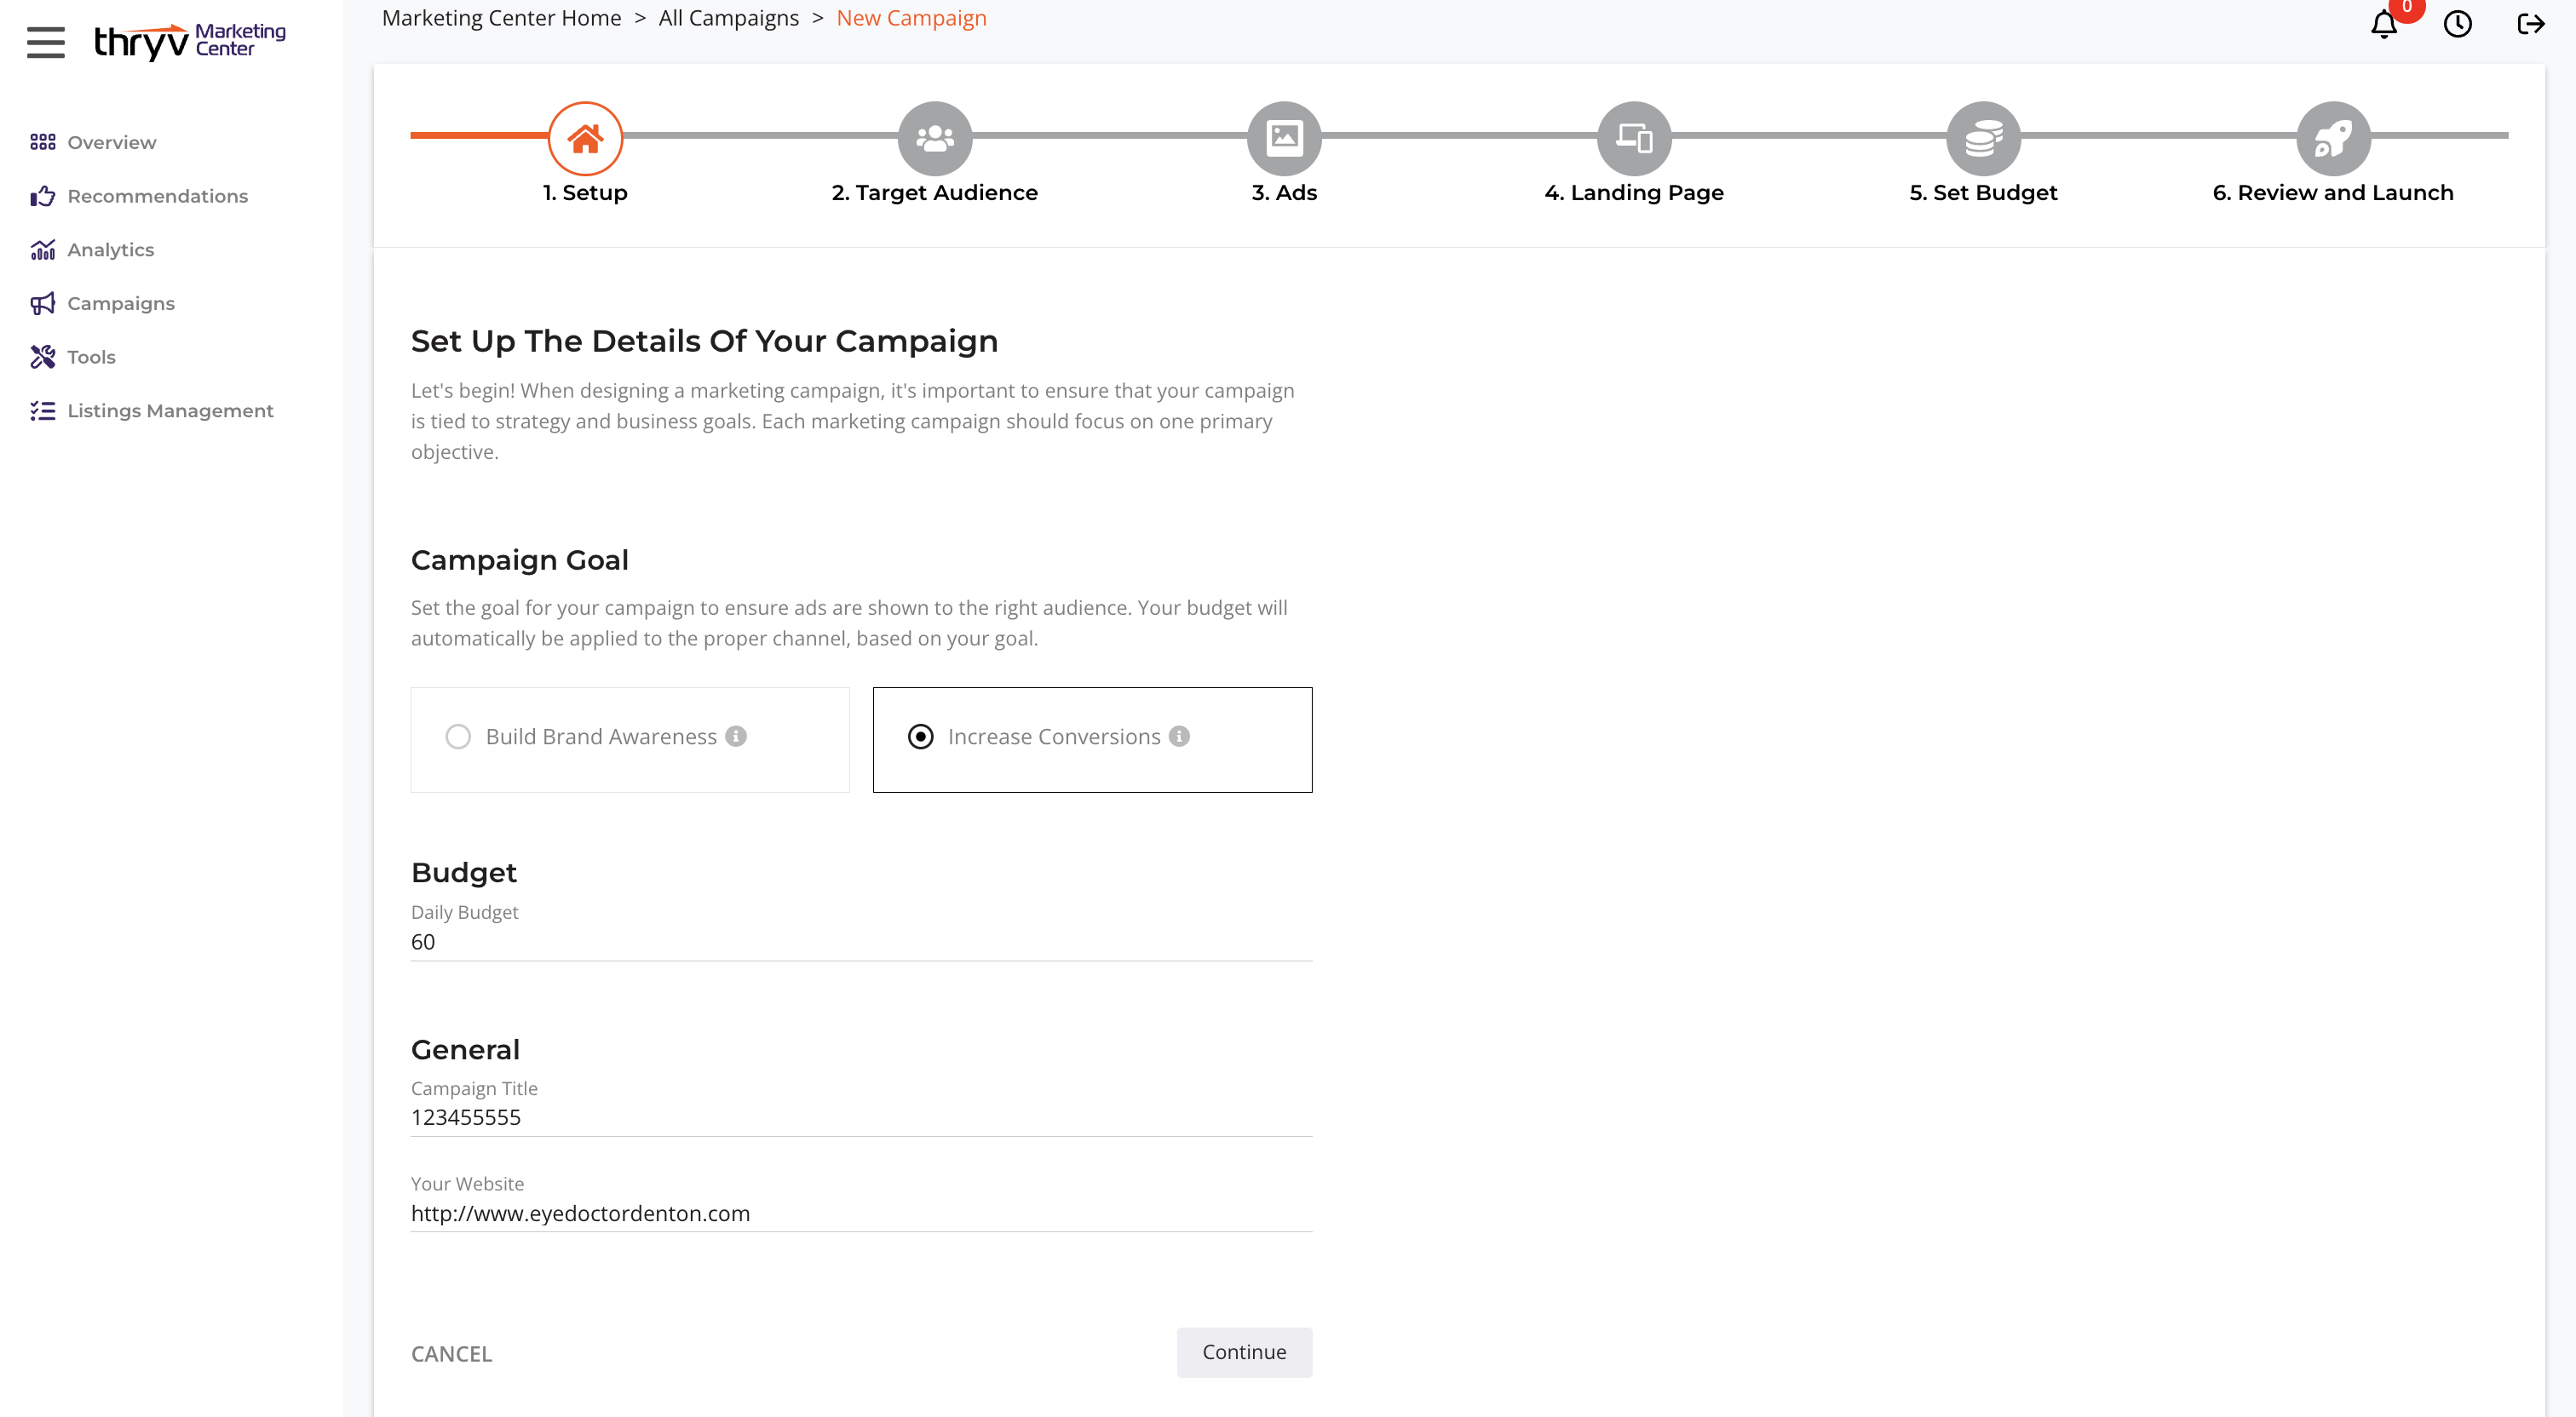 thryv Marketing Center
Overview
Recommendations
Analytics
Campaigns
Tools
Listings Management
Marketing Center Home > All Campaigns > New Campaign
0
1. Setup
2. Target Audience
3. Ads
4. Landing Page
5. Set Budget
6. Review and Launch
Set Up The Details Of Your Campaign
Let's begin! When designing a marketing campaign, it's important to ensure that your campaign
is tied to strategy and business goals. Each marketing campaign should focus on one primary
objective.
Campaign Goal
Set the goal for your campaign to ensure ads are shown to the right audience. Your budget will
automatically be applied to the proper channel, based on your goal.
Build Brand Awareness
Increase Conversions
Budget
Daily Budget
60
General
Campaign Title
123455555
Your Website
http://www.eyedoctordenton.com
CANCEL
Continue